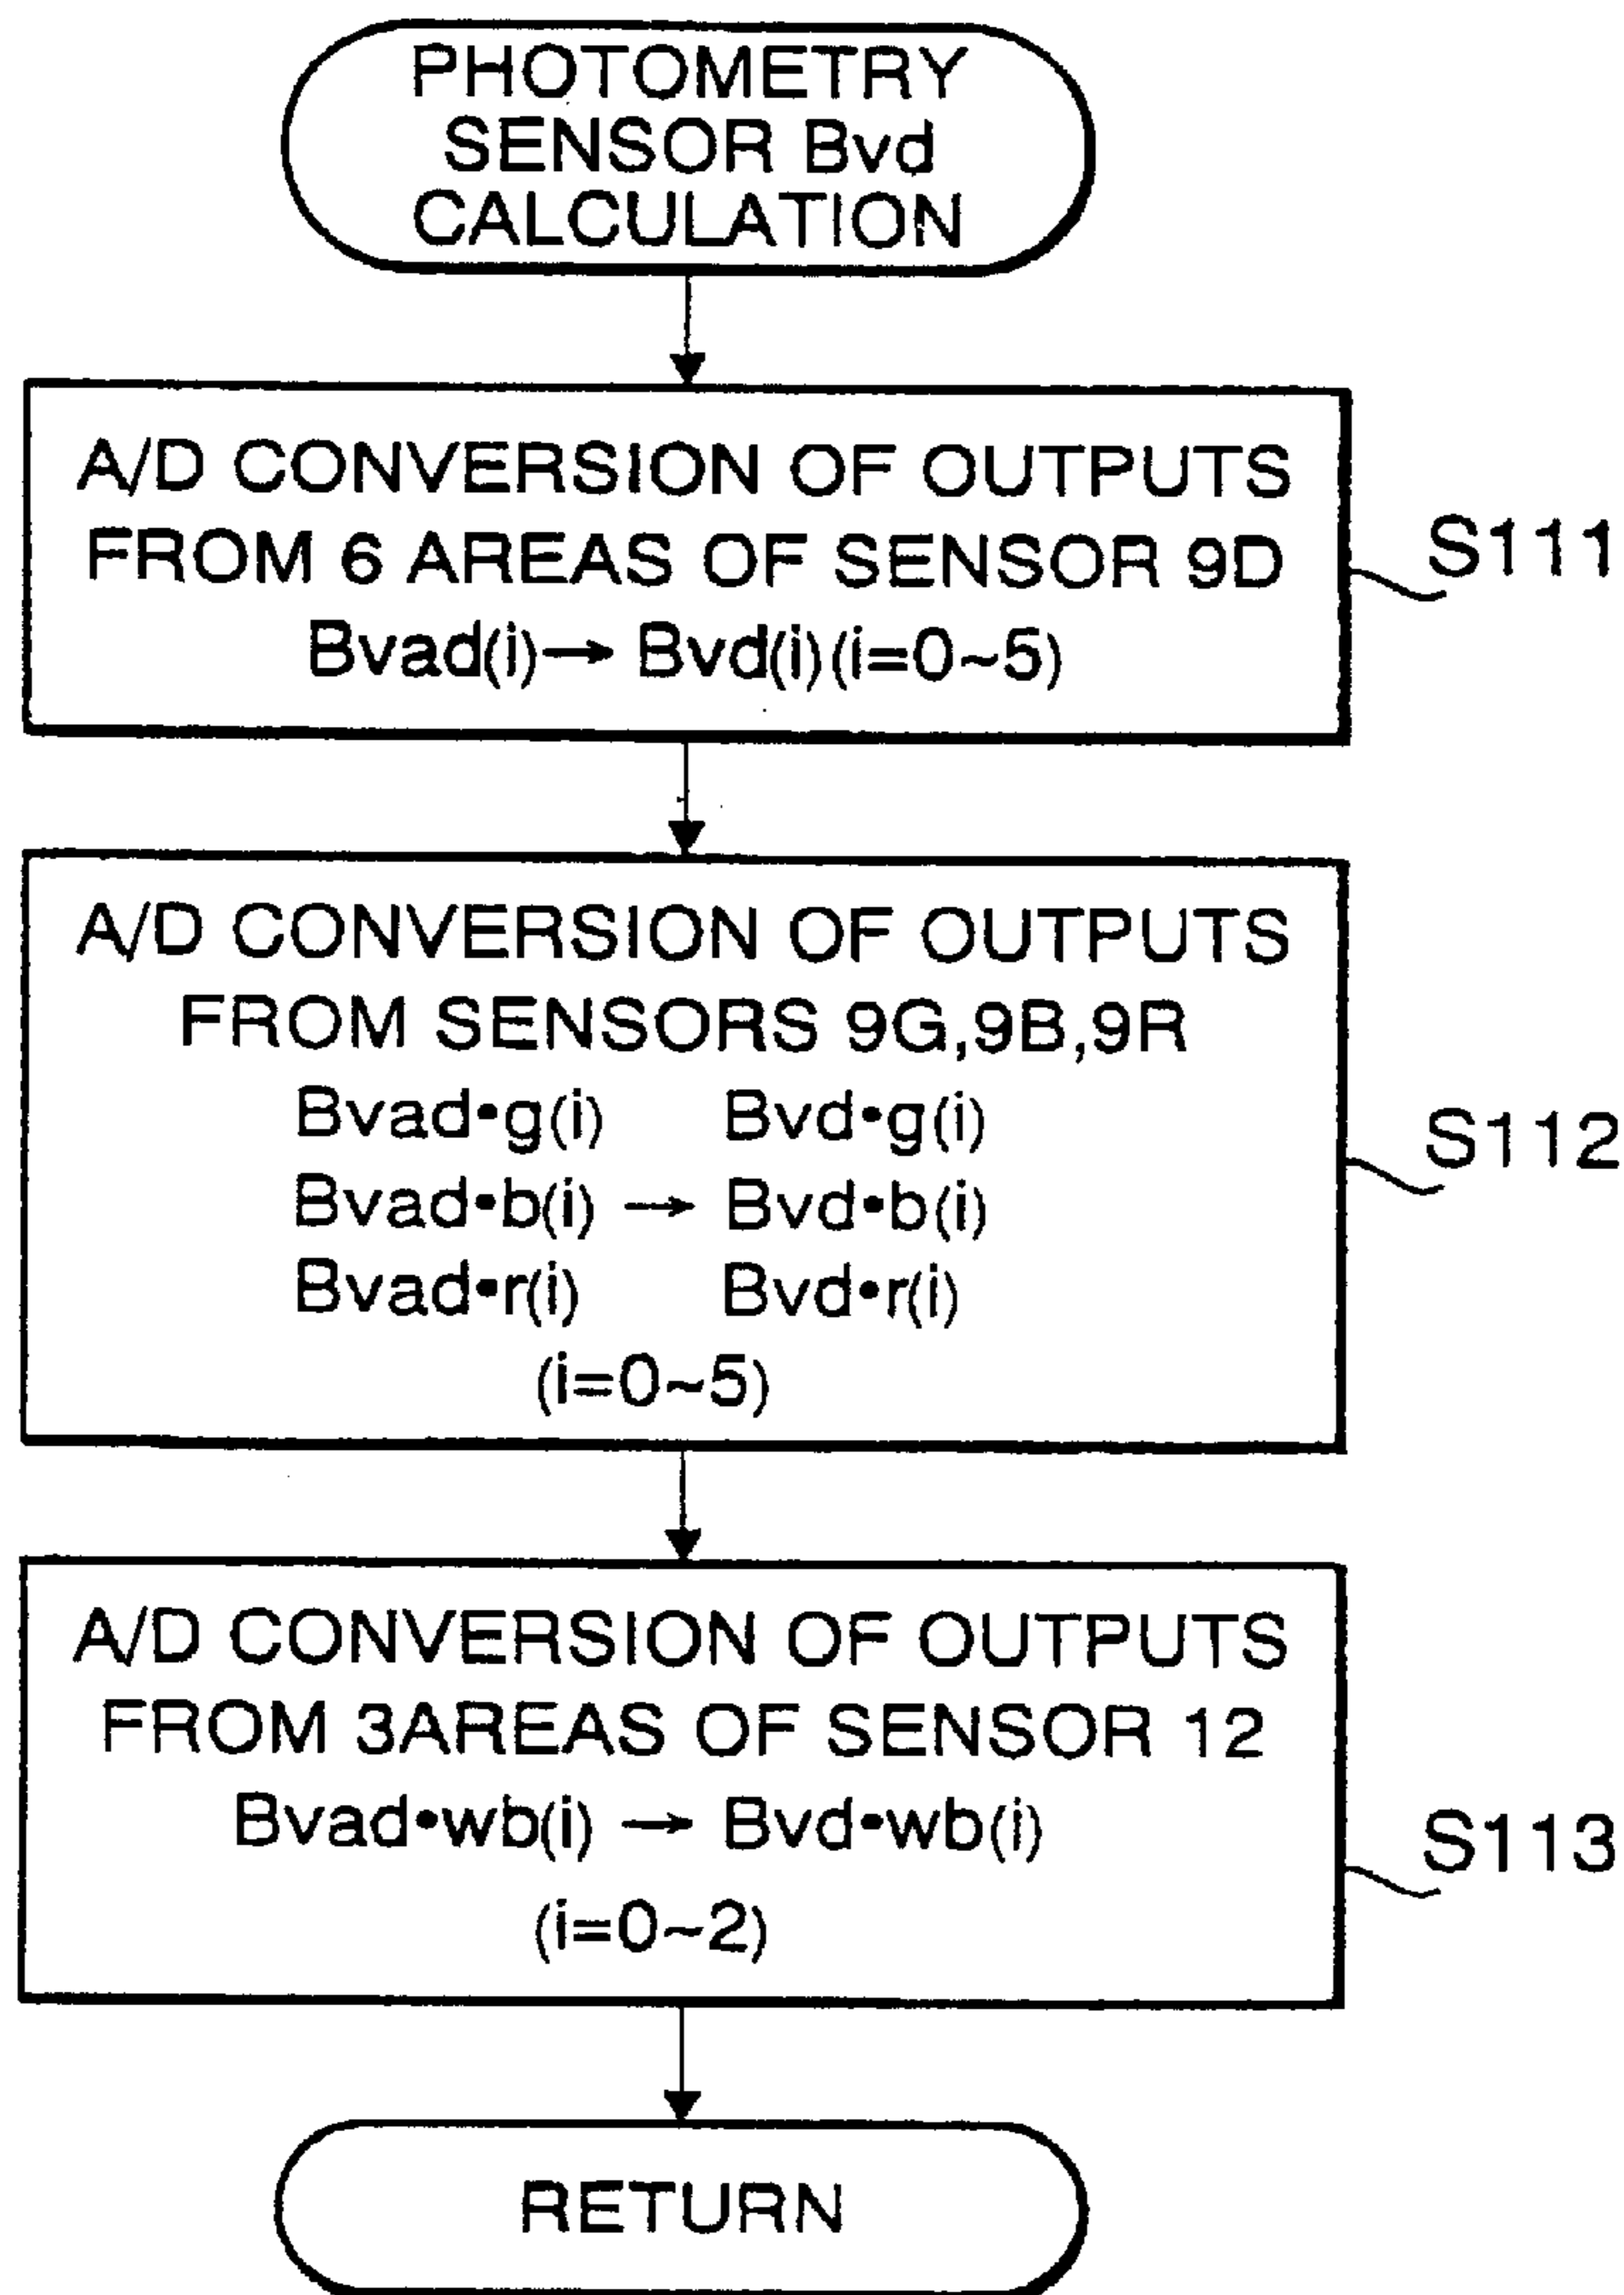 PHOTOMETRY
SENSOR Bvd
CALCULATION
A/D CONVERSION OF OUTPUTS
FROM 6 AREAS OF SENSOR 9D
Bvad(i)→ Bvd(i)(i=0~5)
S111
A/D CONVERSION OF OUTPUTS
FROM SENSORS 9G,9B,9R
Bvad•g(i) Bvd•g(i)
Bvad•b(i) → Bvd•b(i)
Bvad•r(i) Bvd•r(i)
(i=0~5)
S112
A/D CONVERSION OF OUTPUTS
FROM 3AREAS OF SENSOR 12
Bvad•wb(i) → Bvd•wb(i)
(i=0~2)
S113
RETURN